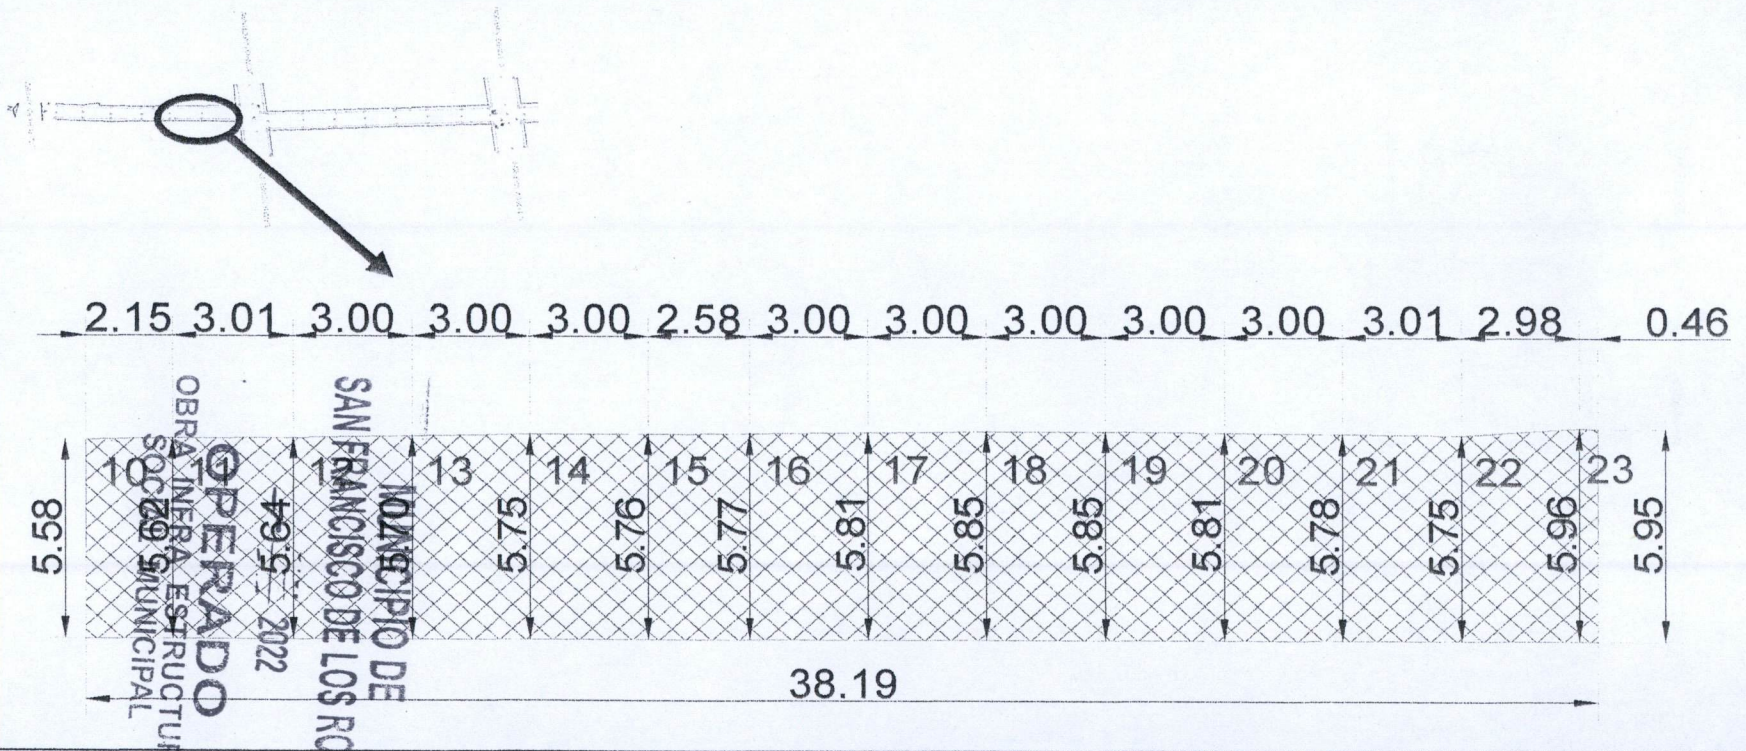 2.15 3.01 3.00 3.00 3.00 2.58 3.00 3.00 3.00 3.00 3.00 3.01 2.98 0.46
10 11 12 13 14 15 16 17 18 19 20 21 22 23
5.58 5.62 5.64 5.75 5.76 5.77 5.81 5.85 5.85 5.81 5.78 5.75 5.96 5.95
38.19
MUNICIPIO DE
SAN FRANCISCO DE LOS RO
2022
OPERADO
OBRA INFRA ESTRUCTU
MUNICIPAL